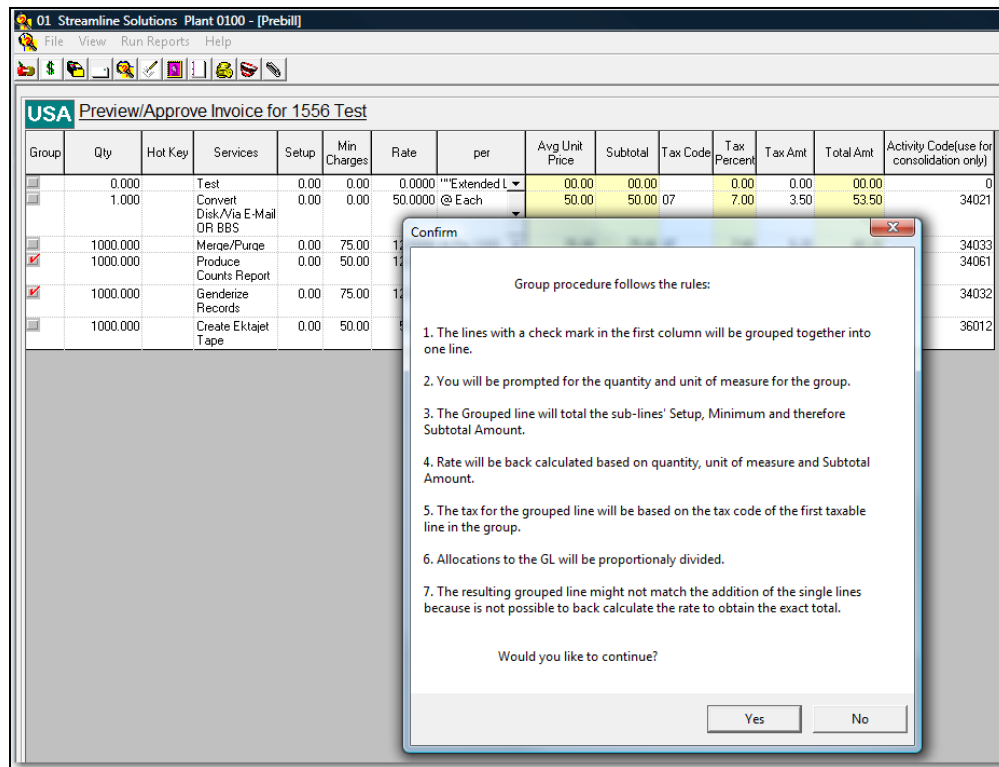 01 Streamline Solutions Plant 0100 - [Prebill]
File View Run Reports Help
USA Preview/Approve Invoice for 1556 Test
Group Qty Hot Key Services Setup Min Charges Rate per Avg Unit Price Subtotal Tax Code Tax Percent Tax Amt Total Amt Activity Code(use for consolidation only)
0.000 Test 0.00 0.00 0.0000 """Extended L 00.00 00.00 0.00 0.00 00.00 0
1.000 Convert 0.00 0.00 50.0000 @ Each 50.00 50.00 07 7.00 3.50 53.50 34021
Disk/Via E-Mail
OR BBS
1000.000 Merge/Purge 0.00 75.00 34033
1000.000 Produce 0.00 50.00 34061
Counts Report
1000.000 Genderize 0.00 75.00 34032
Records
1000.000 Create Ektajet 0.00 50.00 36012
Tape
Confirm
Group procedure follows the rules:
1. The lines with a check mark in the first column will be grouped together into
one line.
2. You will be prompted for the quantity and unit of measure for the group.
3. The Grouped line will total the sub-lines' Setup, Minimum and therefore
Subtotal Amount.
4. Rate will be back calculated based on quantity, unit of measure and Subtotal
Amount.
5. The tax for the grouped line will be based on the tax code of the first taxable
line in the group.
6. Allocations to the GL will be proportionaly divided.
7. The resulting grouped line might not match the addition of the single lines
because is not possible to back calculate the rate to obtain the exact total.
Would you like to continue?
Yes No